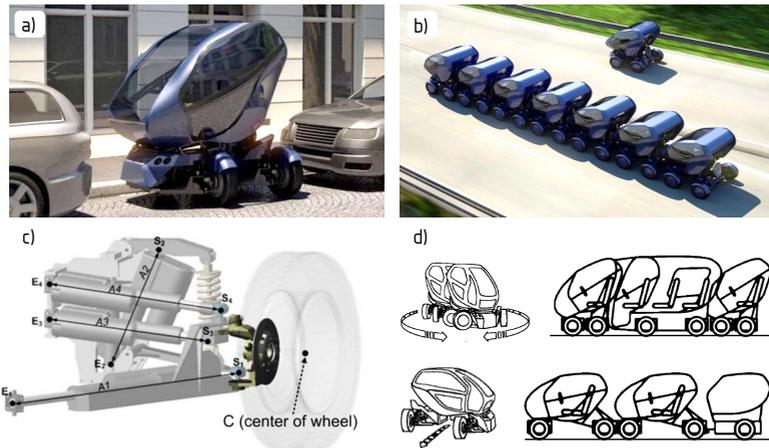 a)
b)
c)
S₂
A2
E₄
A4
S₄
E₃
A3
S₃
E₂
S₁
A1
E₁
C (center of wheel)
d)